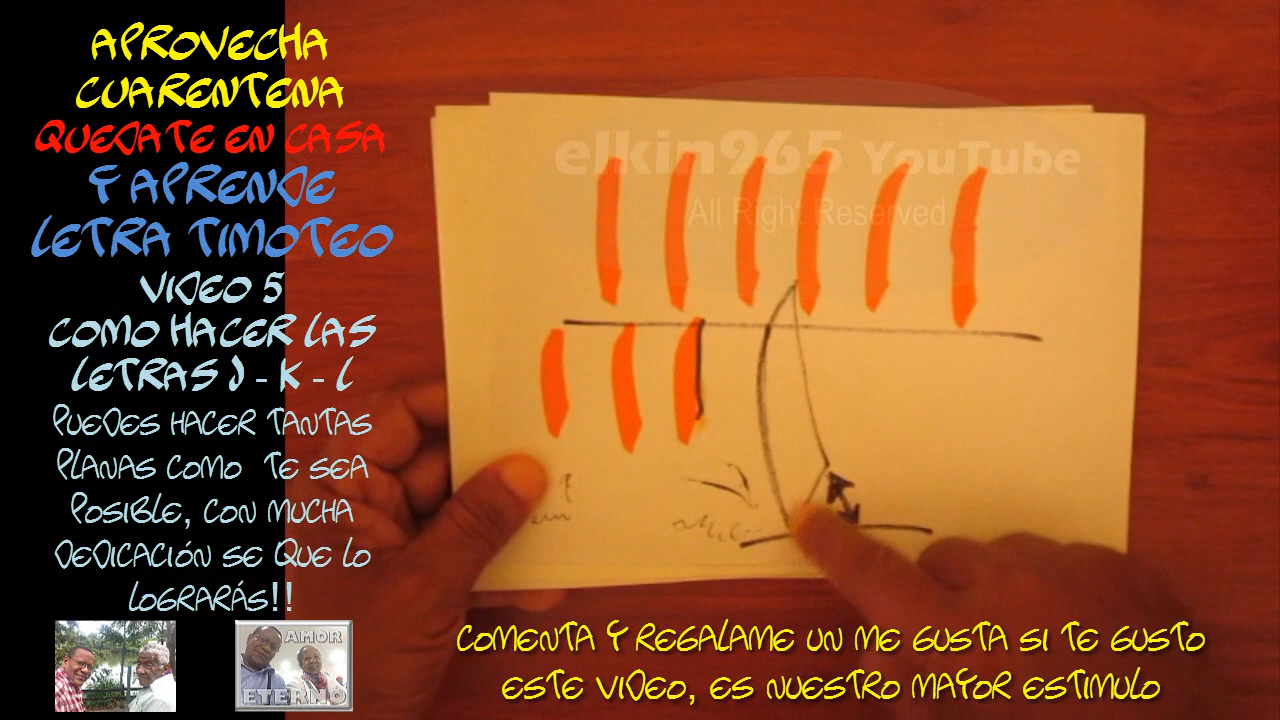 APROVECHA
CUARENTENA
QUEDATE EN CASA
Y APRENDE
LETRA TIMOTEO
VIDEO 5
COMO HACER LAS
LETRAS J - K - L
PUEDES HACER TANTAS
PLANAS COMO TE SEA
POSIBLE, CON MUCHA
DEDICACIÓN SE QUE LO
LOGRARÁS!!
AMOR
ETERNO
elkin965 YouTube
All Right Reserved
COMENTA Y REGALAME UN ME GUSTA SI TE GUSTO
ESTE VIDEO, ES NUESTRO MAYOR ESTIMULO